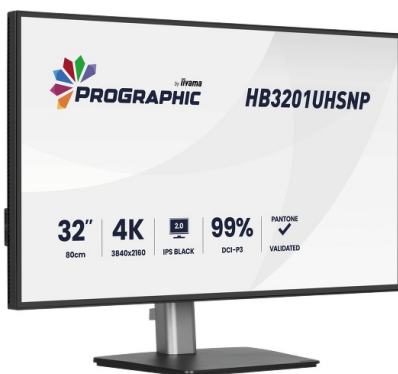 by iiyama
PROGRAPHIC
HB3201UHSNP
32" 4K 2.0 99% PANTONE
80cm 3840x2160 IPS BLACK DCI-P3 VALIDATED